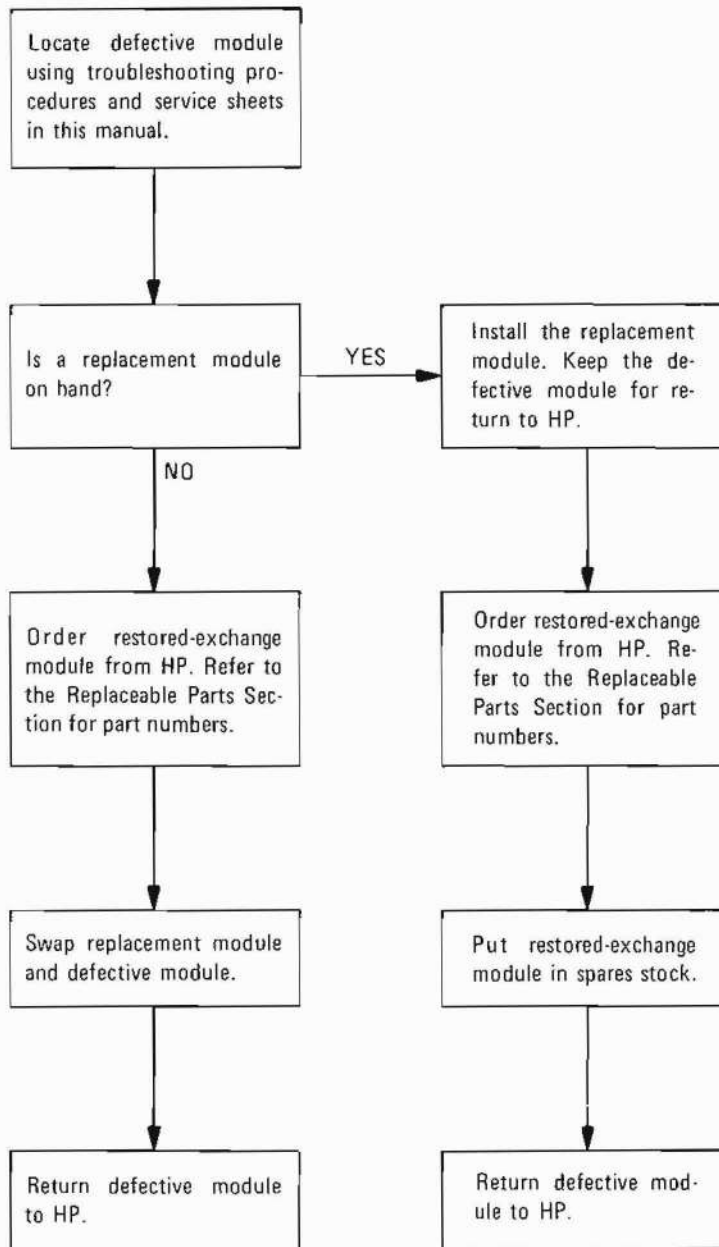 Locate defective module
using troubleshooting pro-
cedures and service sheets
in this manual.
Is a replacement module
on hand?
YES
Install the replacement
module. Keep the de-
fective module for re-
turn to HP.
NO
Order restored-exchange
module from HP. Refer to
the Replaceable Parts Sec-
tion for part numbers.
Order restored-exchange
module from HP. Re-
fer to the Replaceable
Parts Section for part
numbers.
Swap replacement module
and defective module.
Put restored-exchange
module in spares stock.
Return defective module
to HP.
Return defective mod-
ule to HP.